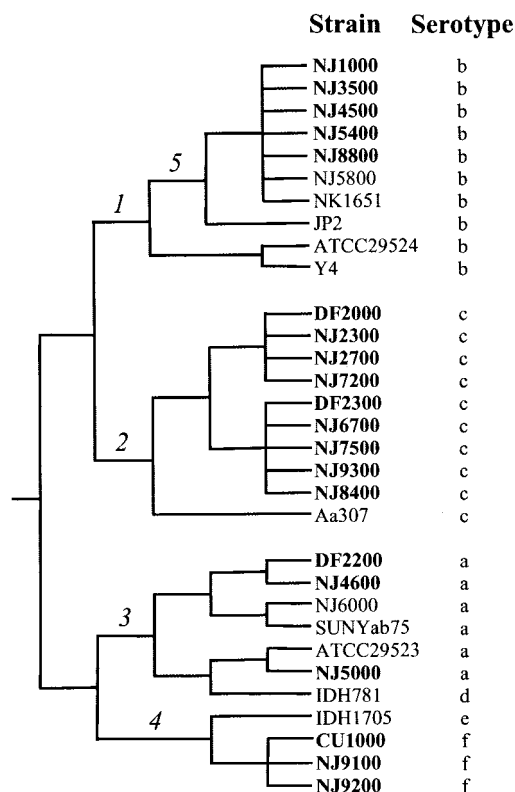 Strain Serotype
NJ1000 b
NJ3500 b
NJ4500 b
NJ5400 b
5 NJ8800 b
NJ5800 b
1 NK1651 b
JP2 b
ATCC29524 b
Y4 b
DF2000 c
NJ2300 c
NJ2700 c
NJ7200 c
DF2300 c
NJ6700 c
2 NJ7500 c
NJ9300 c
NJ8400 c
Aa307 c
DF2200 a
NJ4600 a
NJ6000 a
3 SUNYab75 a
ATCC29523 a
NJ5000 a
IDH781 d
4 IDH1705 e
CU1000 f
NJ9100 f
NJ9200 f